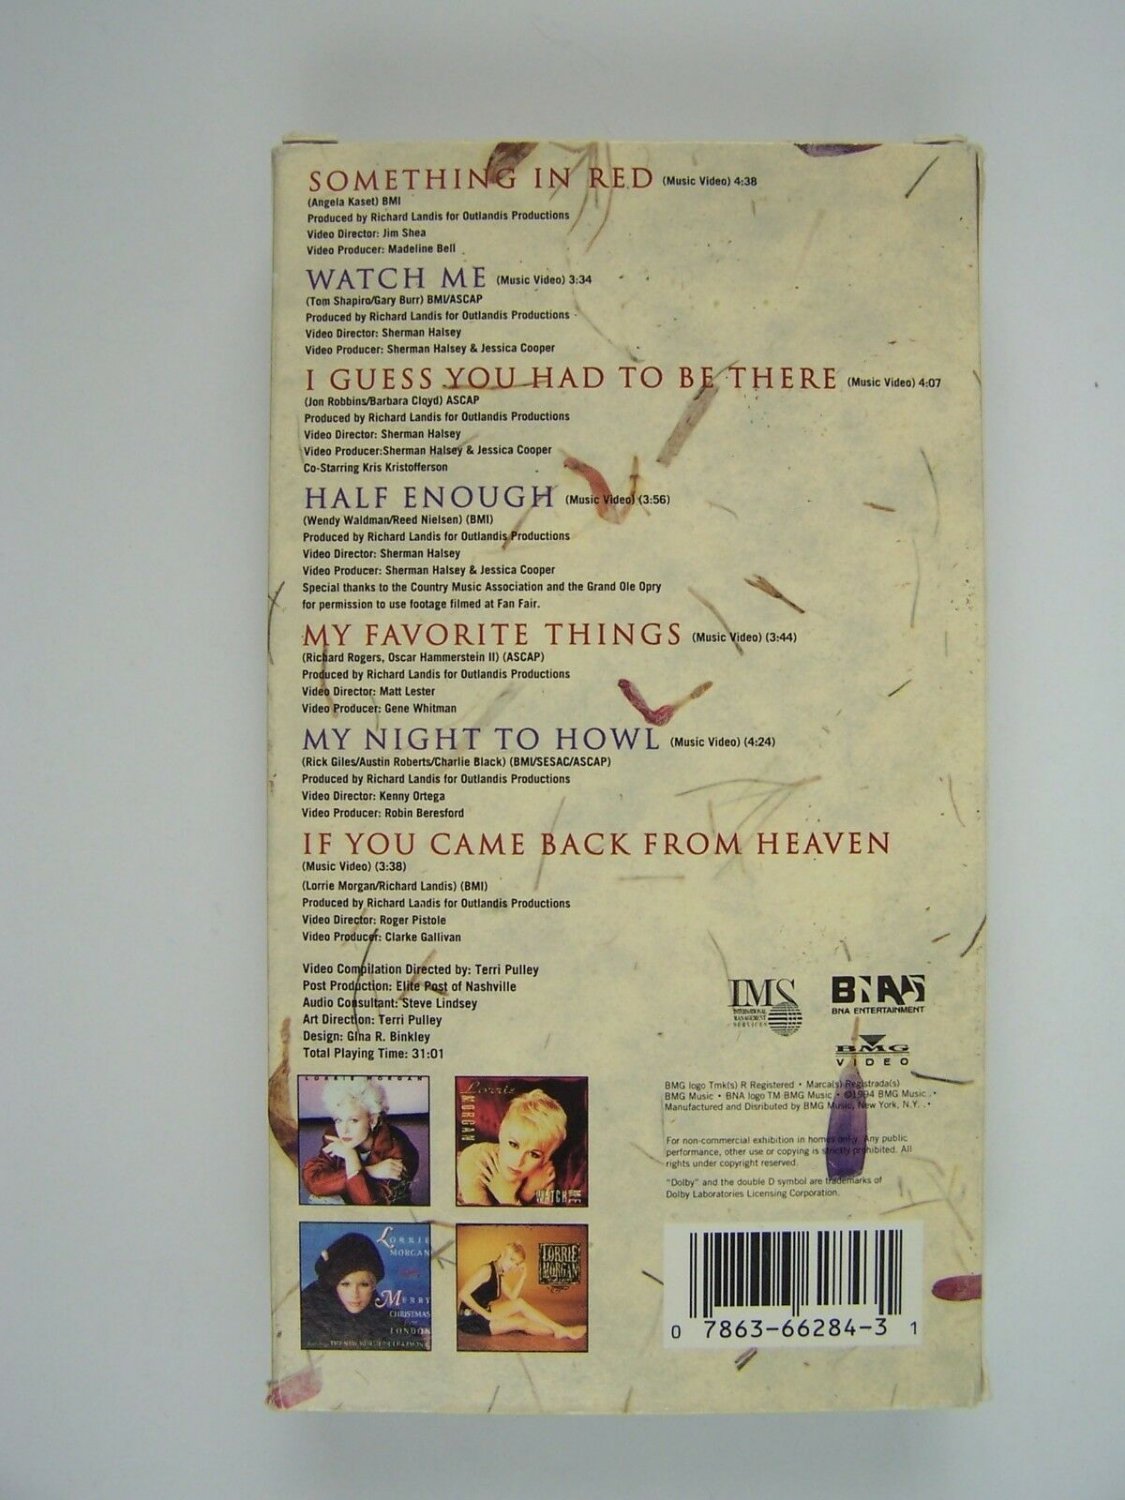 SOMETHING IN RED (Music Video) 4:38
(Angela Kaset) BMI
Produced by Richard Landis for Outlandis Productions
Video Director: Jim Shea
Video Producer: Madeline Bell
WATCH ME (Music Video) 3:34
(Tom Shapiro/Gary Burr) BMI/ASCAP
Produced by Richard Landis for Outlandis Productions
Video Director: Sherman Halsey
Video Producer: Sherman Halsey & Jessica Cooper
I GUESS YOU HAD TO BE THERE (Music Video) 4:07
(Jon Robbins/Barbara Cloyd) ASCAP
Produced by Richard Landis for Outlandis Productions
Video Director: Sherman Halsey
Video Producer:Sherman Halsey & Jessica Cooper
Co-Starring Kris Kristofferson
HALF ENOUGH (Music Video) (3:56)
(Wendy Waldman/Reed Nielsen) (BMI)
Produced by Richard Landis for Outlandis Productions
Video Director: Sherman Halsey
Video Producer: Sherman Halsey & Jessica Cooper
Special thanks to the Country Music Association and the Grand Ole Opry
for permission to use footage filmed at Fan Fair.
MY FAVORITE THINGS (Music Video) (3:44)
(Richard Rogers, Oscar Hammerstein II) (ASCAP)
Produced by Richard Landis for Outlandis Productions
Video Director: Matt Lester
Video Producer: Gene Whitman
MY NIGHT TO HOWL (Music Video) (4:24)
(Rick Giles/Austin Roberts/Charlie Black) (BMI/SESAC/ASCAP)
Produced by Richard Landis for Outlandis Productions
Video Director: Kenny Ortega
Video Producer: Robin Beresford
IF YOU CAME BACK FROM HEAVEN
(Music Video) (3:38)
(Lorrie Morgan/Richard Landis) (BMI)
Produced by Richard Landis for Outlandis Productions
Video Director: Roger Pistole
Video Producer: Clarke Gallivan
Video Compilation Directed by: Terri Pulley
Post Production: Elite Post of Nashville
Audio Consultant: Steve Lindsey
Art Direction: Terri Pulley
Design: Gina R. Binkley
Total Playing Time: 31:01
IMS
INTERNATIONAL
MANAGEMENT
SERVICES
BNA
BNA ENTERTAINMENT
BMG
VIDEO
LORRIE MORGAN
Lorrie
MORGAN
WATCH
ME
LORRIE
MORGAN
MERRY
CHRISTMAS
from
LONDON
LORRIE
MORGAN
BMG logo Tmk(s) R Registered • Marca(s) Registrada(s)
BMG Music • BNA logo TM BMG Music • ©1994 BMG Music •
Manufactured and Distributed by BMG Music, New York, N.Y. •
For non-commercial exhibition in homes only. Any public
performance, other use or copying is strictly prohibited. All
rights under copyright reserved.
"Dolby" and the double D symbol are trademarks of
Dolby Laboratories Licensing Corporation.
0 7863-66284-3 1